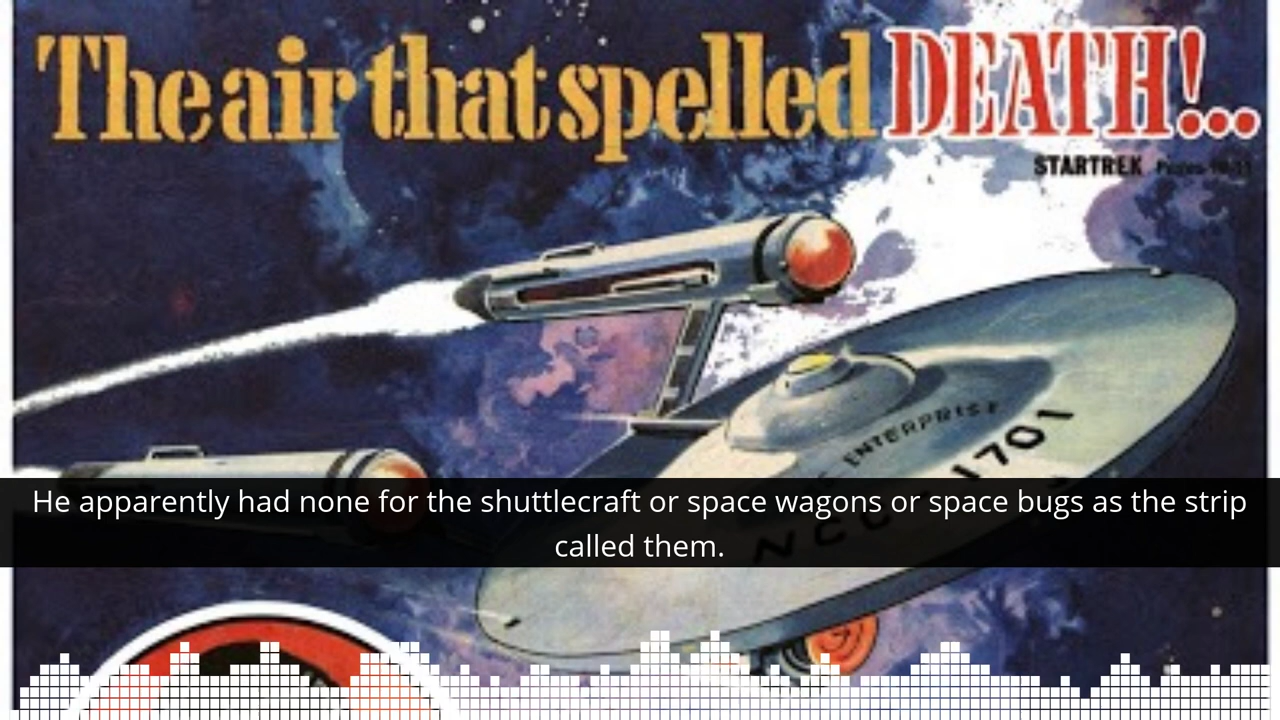 The air that spelled DEATH!..
STARTREK
ENTERPRISE
NCC 1701
He apparently had none for the shuttlecraft or space wagons or space bugs as the strip
called them.